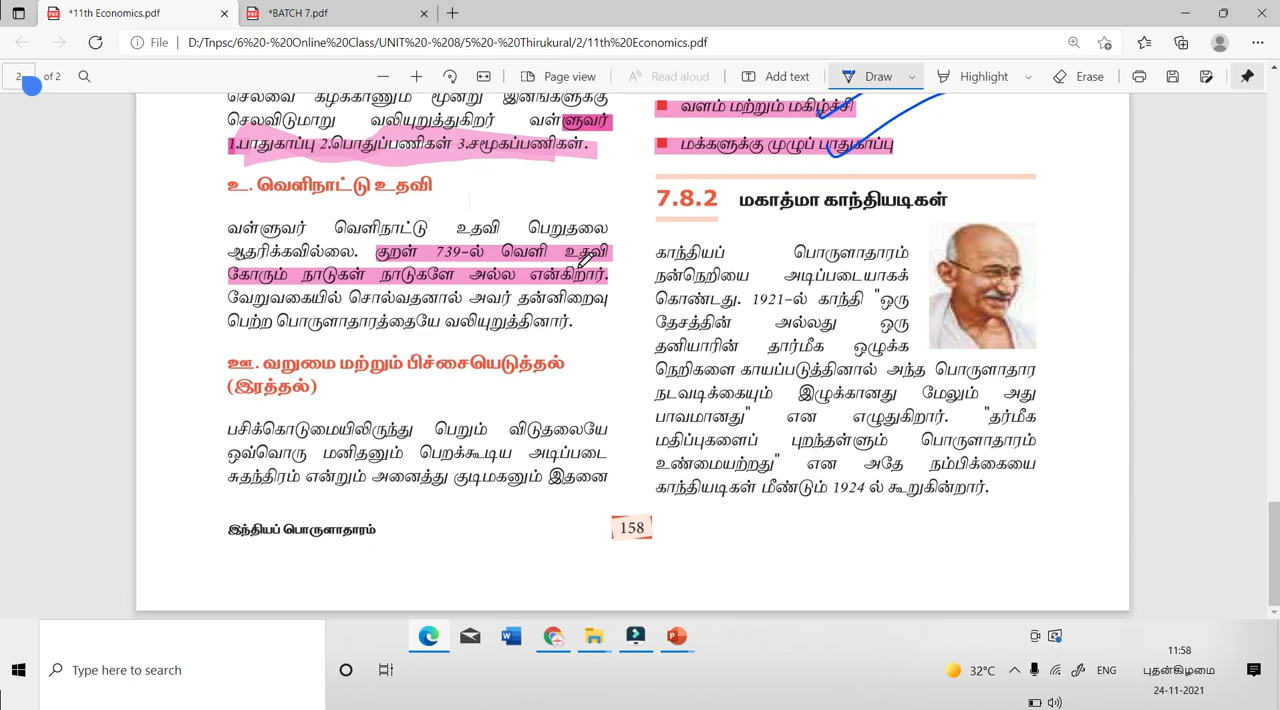 *11th Economics.pdf
*BATCH 7.pdf
File
D:/Tnpsc/6%20-%20Online%20Class/UNIT%20-%208/5%20-%20Thirukural/2/11th%20Economics.pdf
2 of 2
Page view
Read aloud
Add text
Draw
Highlight
Erase
செலவை கீழ்க்காணும் மூன்று இனங்களுக்கு
செலவிடுமாறு வலியுறுத்துகிறர் வள்ளுவர்
1.பாதுகாப்பு 2.பொதுப்பணிகள் 3.சமூகப்பணிகள்.
உ. வெளிநாட்டு உதவி
வள்ளுவர் வெளிநாட்டு உதவி பெறுதலை
ஆதரிக்கவில்லை. குறள் 739-ல் வெளி உதவி
கோரும் நாடுகள் நாடுகளே அல்ல என்கிறார்.
வேறுவகையில் சொல்வதனால் அவர் தன்னிறைவு
பெற்ற பொருளாதாரத்தையே வலியுறுத்தினார்.
ஊ. வறுமை மற்றும் பிச்சையெடுத்தல்
(இரத்தல்)
பசிக்கொடுமையிலிருந்து பெறும் விடுதலையே
ஒவ்வொரு மனிதனும் பெறக்கூடிய அடிப்படை
சுதந்திரம் என்றும் அனைத்து குடிமகனும் இதனை
வளம் மற்றும் மகிழ்ச்சி
மக்களுக்கு முழுப் பாதுகாப்பு
7.8.2 மகாத்மா காந்தியடிகள்
காந்தியப் பொருளாதாரம்
நன்நெறியை அடிப்படையாகக்
கொண்டது. 1921-ல் காந்தி "ஒரு
தேசத்தின் அல்லது ஒரு
தனியாரின் தார்மீக ஒழுக்க
நெறிகளை காயப்படுத்தினால் அந்த பொருளாதார
நடவடிக்கையும் இழுக்கானது மேலும் அது
பாவமானது" என எழுதுகிறார். "தர்மீக
மதிப்புகளைப் புறந்தள்ளும் பொருளாதாரம்
உண்மையற்றது" என அதே நம்பிக்கையை
காந்தியடிகள் மீண்டும் 1924 ல் கூறுகின்றார்.
இந்தியப் பொருளாதாரம்
158
Type here to search
32°C
ENG
11:58
புதன்கிழமை
24-11-2021